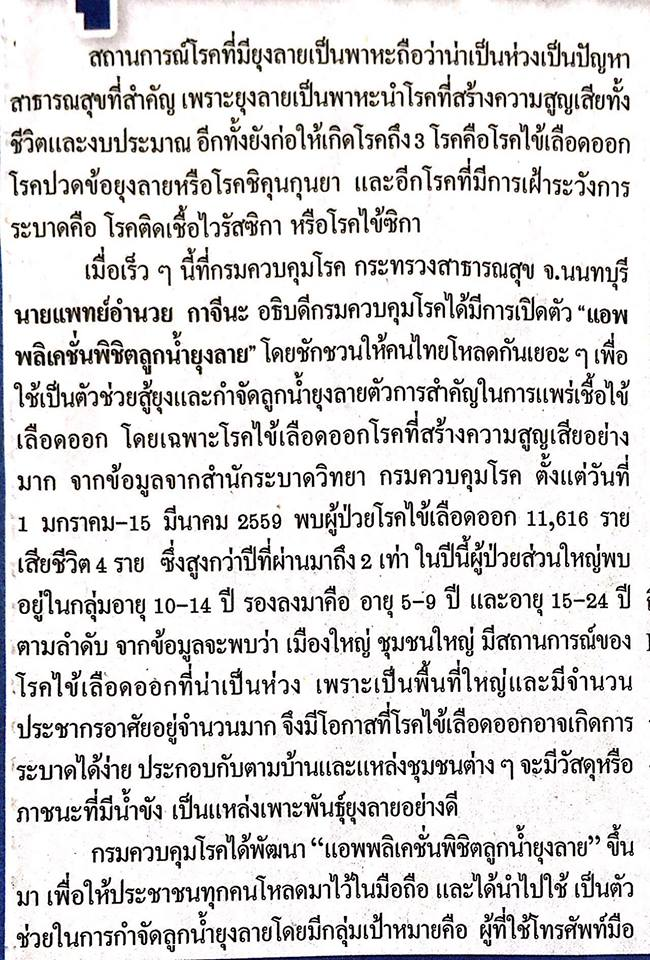 สถานการณ์โรคที่มียุงลายเป็นพาหะถือว่าน่าเป็นห่วงเป็นปัญหา
สาธารณสุขที่สำคัญ เพราะยุงลายเป็นพาหะนำโรคที่สร้างความสูญเสียทั้ง
ชีวิตและงบประมาณ อีกทั้งยังก่อให้เกิดโรคถึง 3 โรคคือโรคไข้เลือดออก
โรคปวดข้อยุงลายหรือโรคชิคุนกุนยา และอีกโรคที่มีการเฝ้าระวังการ
ระบาดคือ โรคติดเชื้อไวรัสซิกา หรือโรคไข้ซิกา
เมื่อเร็ว ๆ นี้ที่กรมควบคุมโรค กระทรวงสาธารณสุข จ.นนทบุรี
นายแพทย์อำนวย กาจีนะ อธิบดีกรมควบคุมโรคได้มีการเปิดตัว "แอพ
พลิเคชั่นพิชิตลูกน้ำยุงลาย" โดยชักชวนให้คนไทยโหลดกันเยอะ ๆ เพื่อ
ใช้เป็นตัวช่วยสู้ยุงและกำจัดลูกน้ำยุงลายตัวการสำคัญในการแพร่เชื้อไข้
เลือดออก โดยเฉพาะโรคไข้เลือดออกโรคที่สร้างความสูญเสียอย่าง
มาก จากข้อมูลจากสำนักระบาดวิทยา กรมควบคุมโรค ตั้งแต่วันที่
1 มกราคม-15 มีนาคม 2559 พบผู้ป่วยโรคไข้เลือดออก 11,616 ราย
เสียชีวิต 4 ราย ซึ่งสูงกว่าปีที่ผ่านมาถึง 2 เท่า ในปีนี้ผู้ป่วยส่วนใหญ่พบ
อยู่ในกลุ่มอายุ 10-14 ปี รองลงมาคือ อายุ 5-9 ปี และอายุ 15-24 ปี
ตามลำดับ จากข้อมูลจะพบว่า เมืองใหญ่ ชุมชนใหญ่ มีสถานการณ์ของ
โรคไข้เลือดออกที่น่าเป็นห่วง เพราะเป็นพื้นที่ใหญ่และมีจำนวน
ประชากรอาศัยอยู่จำนวนมาก จึงมีโอกาสที่โรคไข้เลือดออกอาจเกิดการ
ระบาดได้ง่าย ประกอบกับตามบ้านและแหล่งชุมชนต่าง ๆ จะมีวัสดุหรือ
ภาชนะที่มีน้ำขัง เป็นแหล่งเพาะพันธุ์ยุงลายอย่างดี
กรมควบคุมโรคได้พัฒนา "แอพพลิเคชั่นพิชิตลูกน้ำยุงลาย" ขึ้น
มา เพื่อให้ประชาชนทุกคนโหลดมาไว้ในมือถือ และได้นำไปใช้ เป็นตัว
ช่วยในการกำจัดลูกน้ำยุงลายโดยมีกลุ่มเป้าหมายคือ ผู้ที่ใช้โทรศัพท์มือ